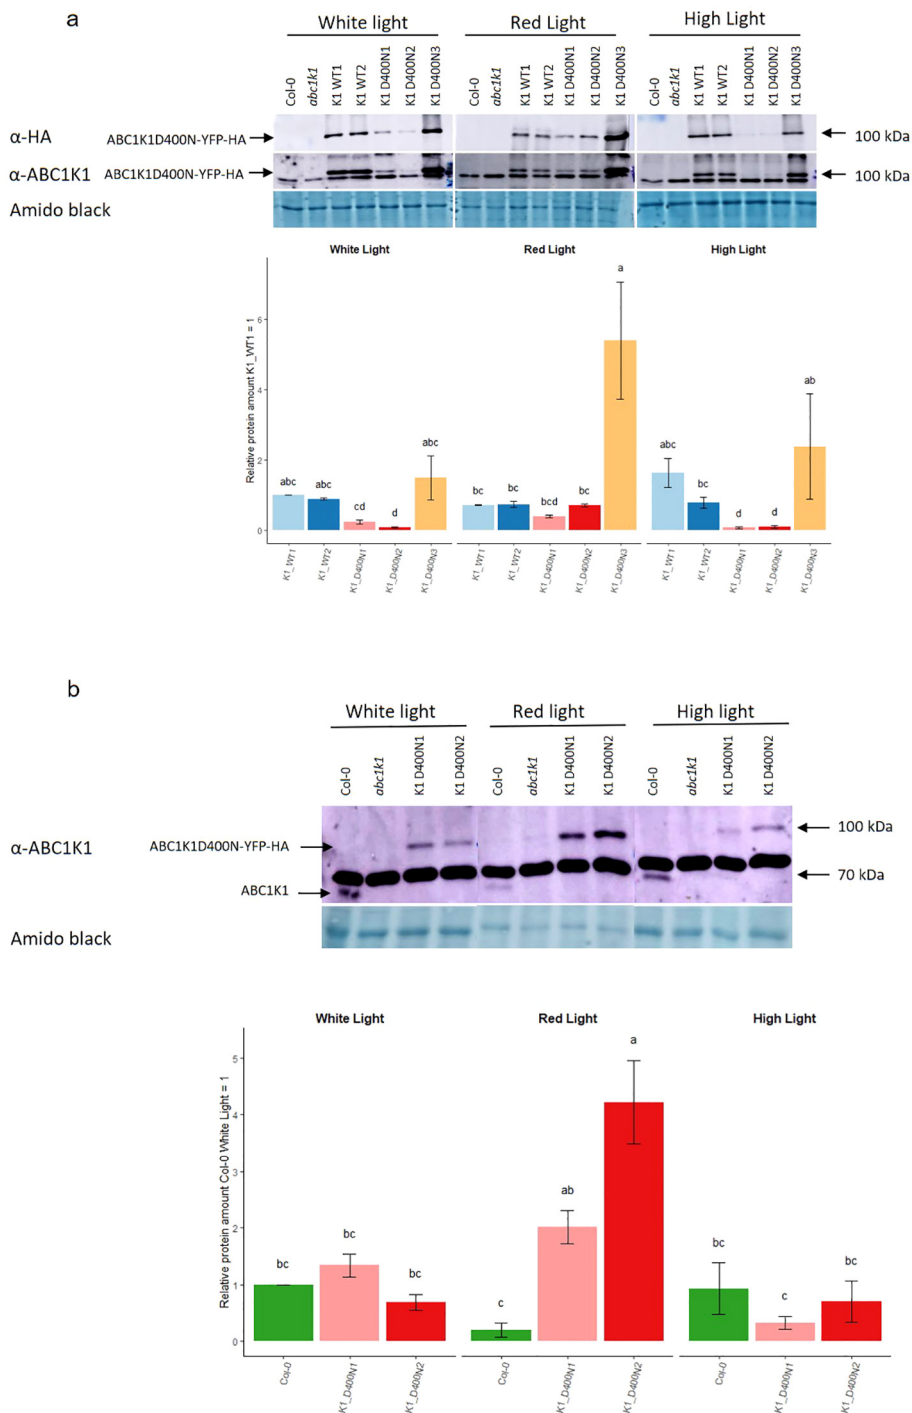 a
White light
Red Light
High Light
Col-0
abc1k1
K1 WT1
K1 WT2
K1 D400N1
K1 D400N2
K1 D400N3
Col-0
abc1k1
K1 WT1
K1 WT2
K1 D400N1
K1 D400N2
K1 D400N3
Col-0
abc1k1
K1 WT1
K1 WT2
K1 D400N1
K1 D400N2
K1 D400N3
α-HA
ABC1K1D400N-YFP-HA
100 kDa
α-ABC1K1
ABC1K1D400N-YFP-HA
100 kDa
Amido black
White Light
Red Light
High Light
Relative protein amount K1_WT1 = 1
6
4
2
0
abc
abc
cd
d
abc
bc
bc
bcd
bc
a
abc
bc
d
d
ab
K1_WT1
K1_WT2
K1_D400N1
K1_D400N2
K1_D400N3
K1_WT1
K1_WT2
K1_D400N1
K1_D400N2
K1_D400N3
K1_WT1
K1_WT2
K1_D400N1
K1_D400N2
K1_D400N3
b
White light
Red light
High light
Col-0
abc1k1
K1 D400N1
K1 D400N2
Col-0
abc1k1
K1 D400N1
K1 D400N2
Col-0
abc1k1
K1 D400N1
K1 D400N2
α-ABC1K1
ABC1K1D400N-YFP-HA
100 kDa
70 kDa
ABC1K1
Amido black
White Light
Red Light
High Light
Relative protein amount Col-0 White Light = 1
5
4
3
2
1
0
bc
bc
bc
c
ab
a
bc
c
bc
Col-0
K1_D400N1
K1_D400N2
Col-0
K1_D400N1
K1_D400N2
Col-0
K1_D400N1
K1_D400N2